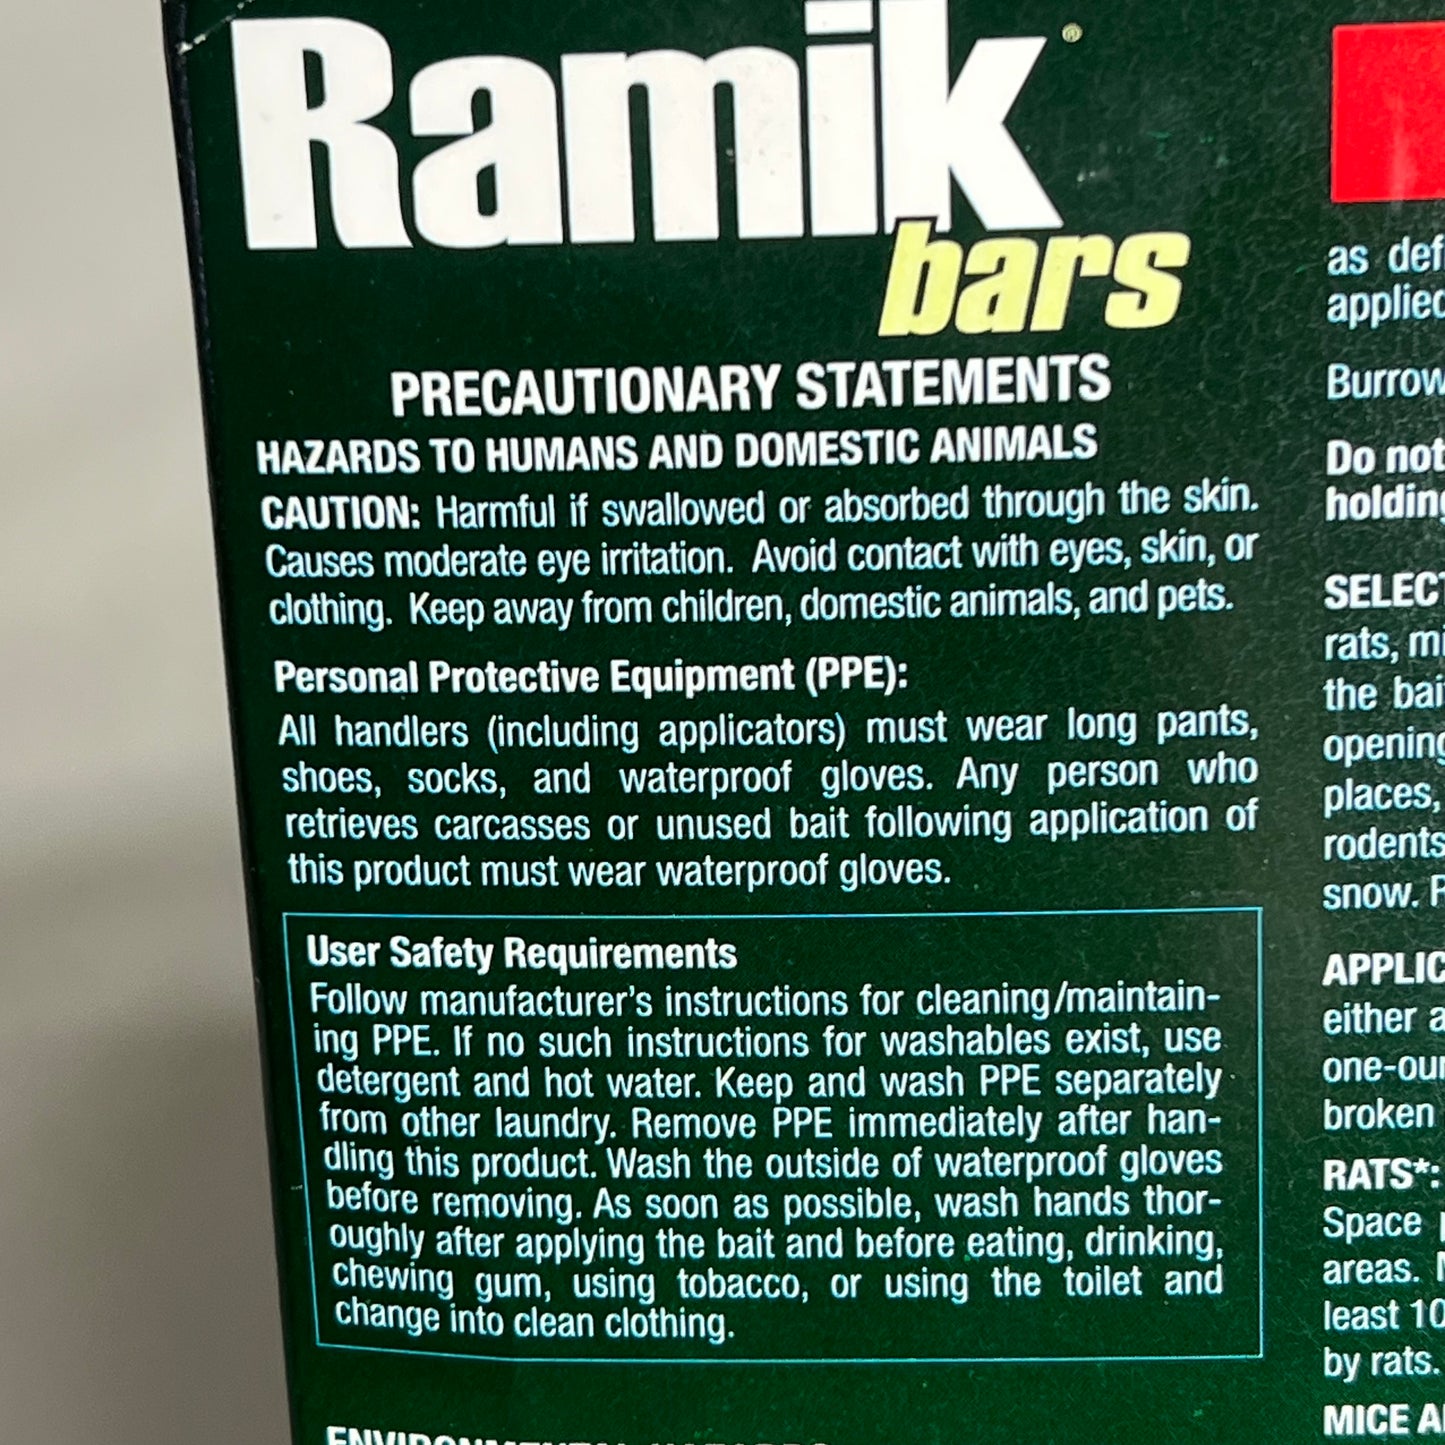 Ramik®
bars
PRECAUTIONARY STATEMENTS
HAZARDS TO HUMANS AND DOMESTIC ANIMALS
CAUTION: Harmful if swallowed or absorbed through the skin.
Causes moderate eye irritation. Avoid contact with eyes, skin, or
clothing. Keep away from children, domestic animals, and pets.
Personal Protective Equipment (PPE):
All handlers (including applicators) must wear long pants,
shoes, socks, and waterproof gloves. Any person who
retrieves carcasses or unused bait following application of
this product must wear waterproof gloves.
User Safety Requirements
Follow manufacturer's instructions for cleaning/maintain-
ing PPE. If no such instructions for washables exist, use
detergent and hot water. Keep and wash PPE separately
from other laundry. Remove PPE immediately after han-
dling this product. Wash the outside of waterproof gloves
before removing. As soon as possible, wash hands thor-
oughly after applying the bait and before eating, drinking,
chewing gum, using tobacco, or using the toilet and
change into clean clothing.
as
Burrow
Do not
holding
rats,
the
places,
rodents
snow.
either
broken
RATS*:
Space
areas.
least 10
by rats.
MICE